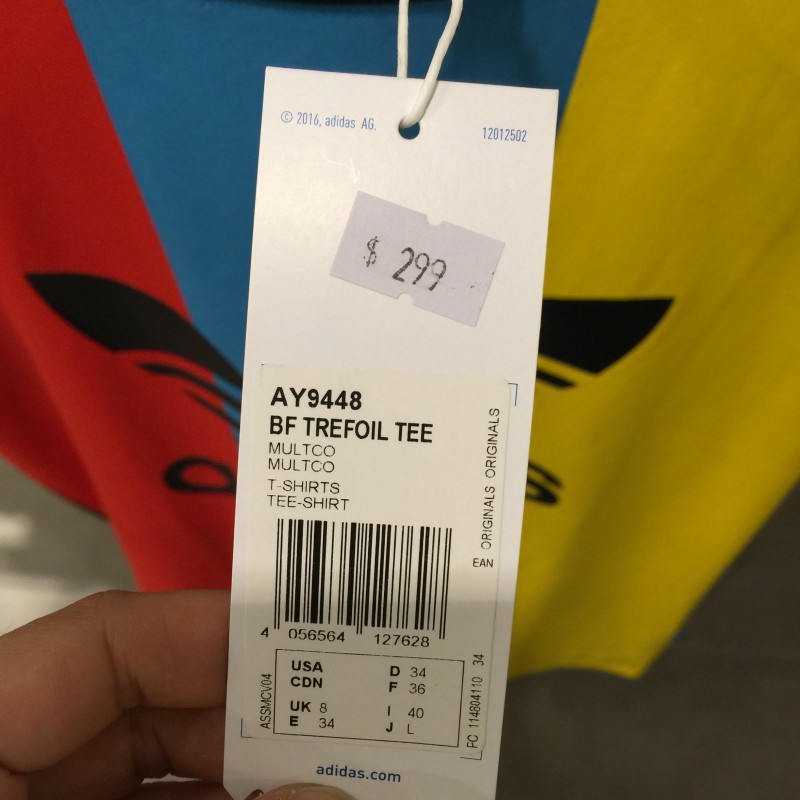 © 2016, adidas AG.
12012502
$ 299
AY9448
BF TREFOIL TEE
MULTCO
MULTCO
T-SHIRTS
TEE-SHIRT
ORIGINALS ORIGINALS
EAN
4 056564 127628
ASSMCV04
USA
CDN
UK 8
E 34
D 34
F 36
I 40
J L
PC 114804110 34
adidas.com